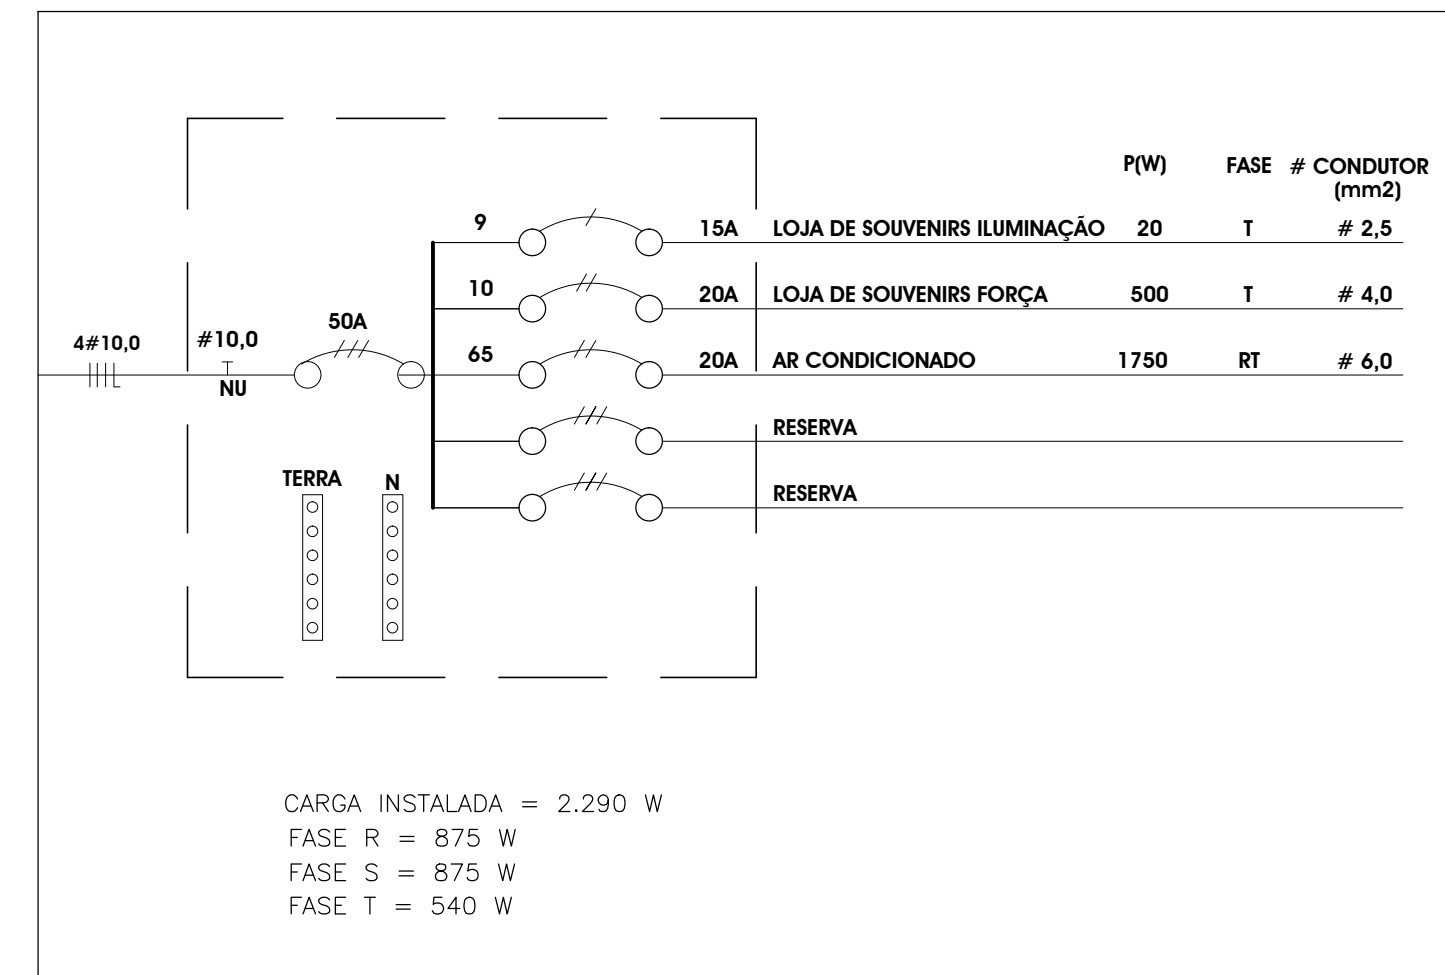 P(W) FASE # CONDUTOR
(mm2)
9 15A LOJA DE SOUVENIRS ILUMINAÇÃO 20 T # 2,5
10 20A LOJA DE SOUVENIRS FORÇA 500 T # 4,0
50A
4#10,0 #10,0 65 20A AR CONDICIONADO 1750 RT # 6,0
NU
RESERVA
TERRA N RESERVA
CARGA INSTALADA = 2.290 W
FASE R = 875 W
FASE S = 875 W
FASE T = 540 W